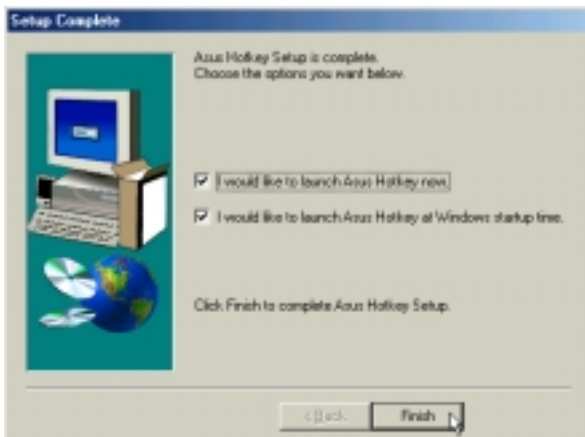 Setup Complete
Asus Hotkey Setup is complete.
Choose the options you want below.
I would like to launch Asus Hotkey now.
I would like to launch Asus Hotkey at Windows startup time.
Click Finish to complete Asus Hotkey Setup.
< Back
Finish